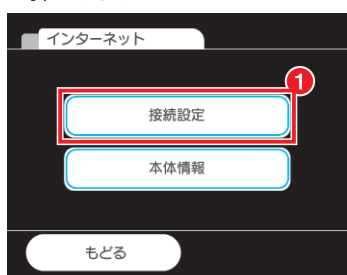 インターネット
1
接続設定
本体情報
もどる